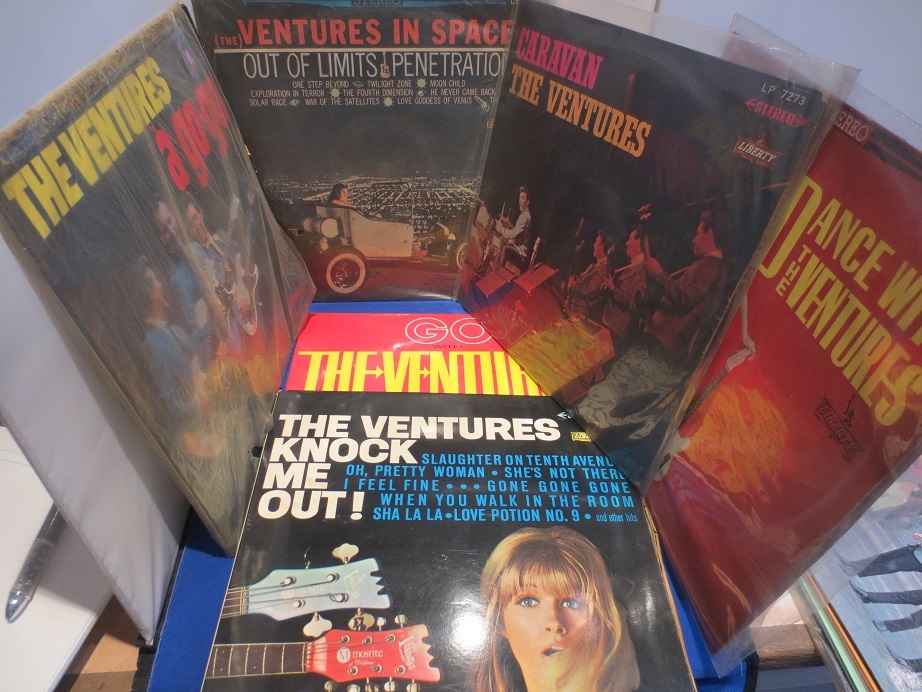 THE VENTURES
à go-go
STEREO
(THE) VENTURES IN SPACE
OUT OF LIMITS PENETRATION
ONE STEP BEYOND TWILIGHT ZONE MOON CHILD
EXPLORATION IN TERROR THE FOURTH DIMENSION HE NEVER CAME BACK
SOLAR RACE WAR OF THE SATELLITES LOVE GODDESS OF VENUS
CARAVAN
THE VENTURES
LP 7273
STEREO
LIBERTY
EREO
DANCE WI
THE
VENTURES
LIBERTY
GO
WITH
THE VENTUR
THE VENTURES
KNOCK
ME
OUT!
SLAUGHTER ON TENTH AVENU
OH, PRETTY WOMAN • SHE'S NOT THERE
I FEEL FINE • • • GONE GONE GONE
WHEN YOU WALK IN THE ROOM
SHA LA LA • LOVE POTION NO. 9 • and other hits
mosrite